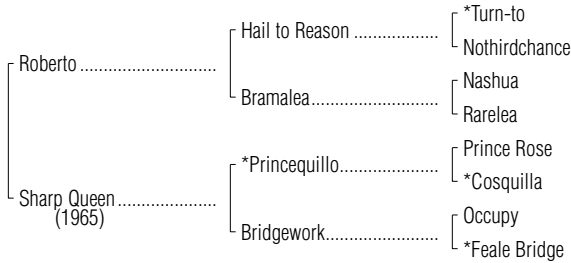 *Turn-to
Hail to Reason ....................
Nothirdchance
Roberto ................................
Nashua
Bramalea..............................
Rarelea
Prince Rose
*Princequillo.......................
*Cosquilla
Sharp Queen .......................
(1965)
Occupy
Bridgework..........................
*Feale Bridge